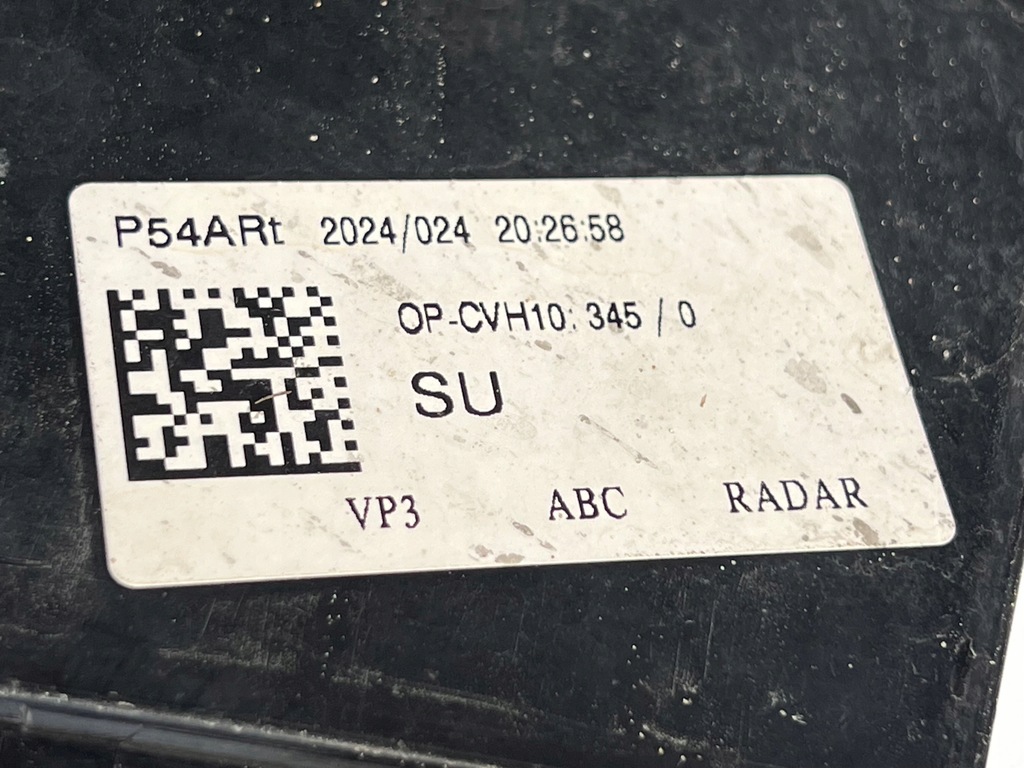 P54ARt 2024/024 20:26:58
OP-CVH10: 345 / 0
SU
VP3 ABC RADAR